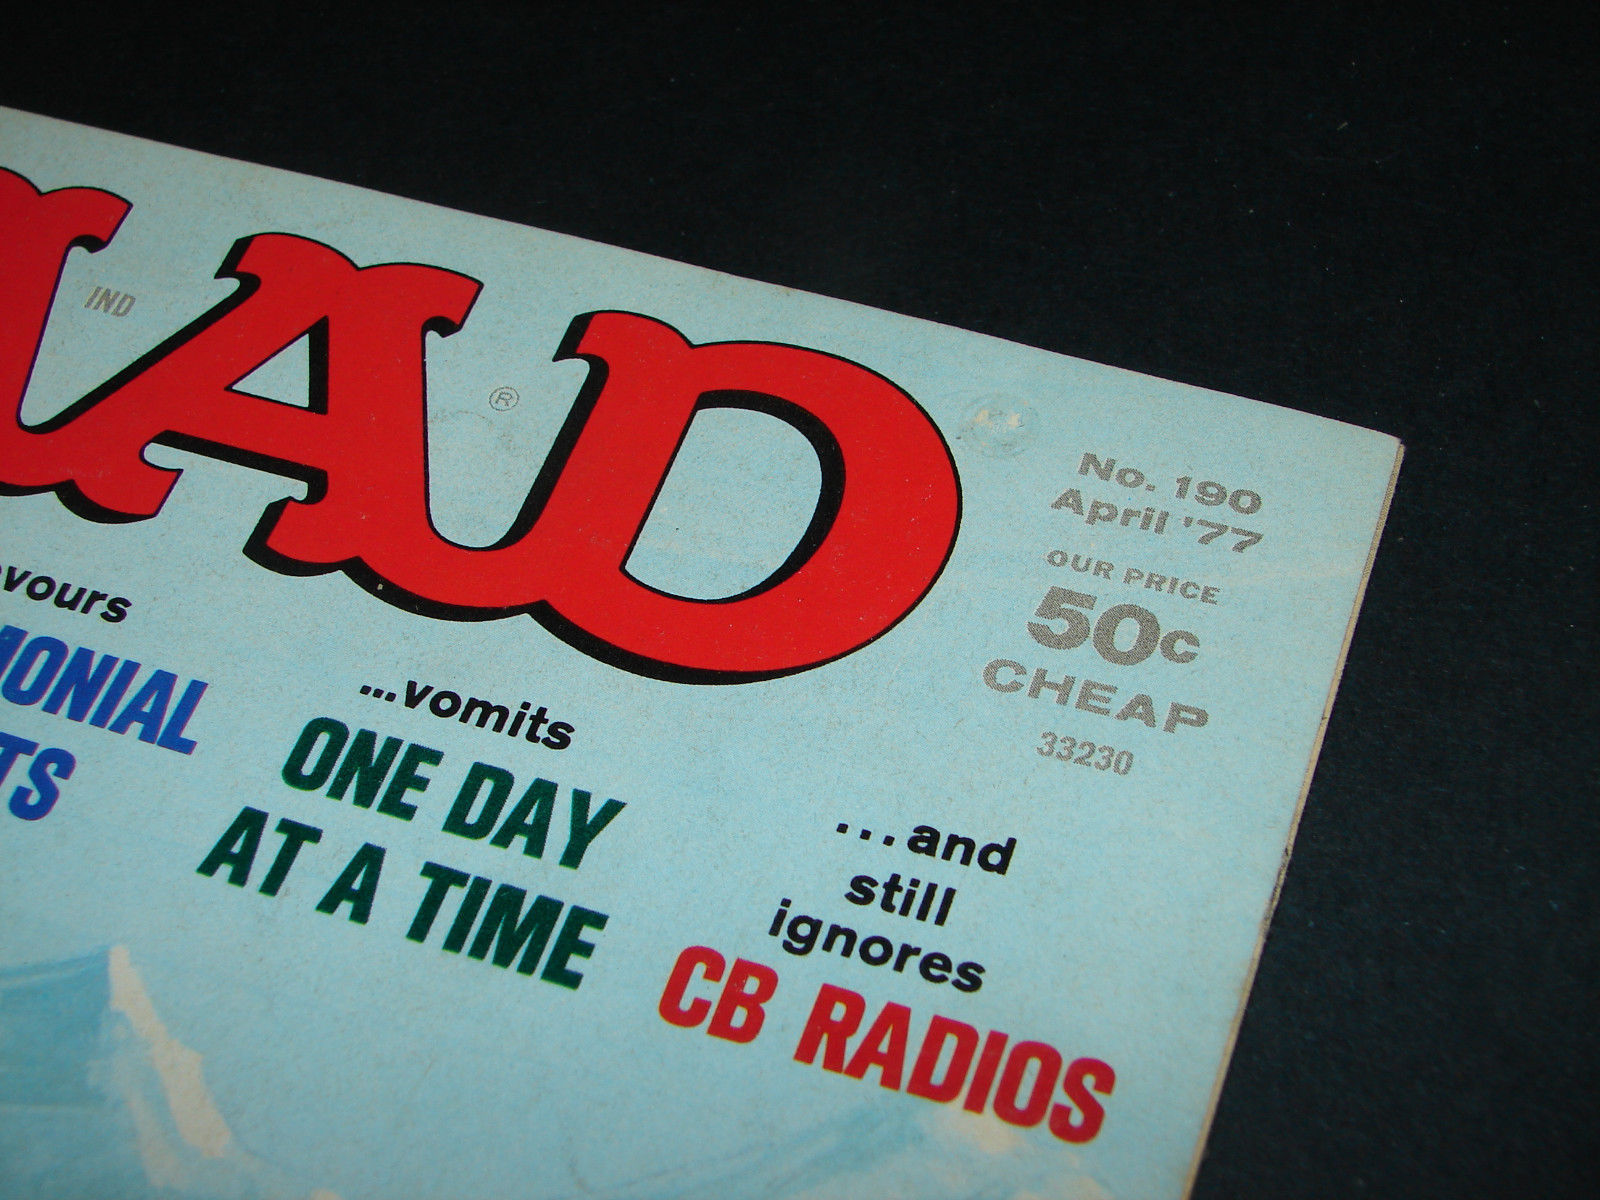 MAD
IND
®
No. 190
April '77
OUR PRICE
50c
CHEAP
33230
...vomits
ONE DAY
AT A TIME
...and
still
ignores
CB RADIOS